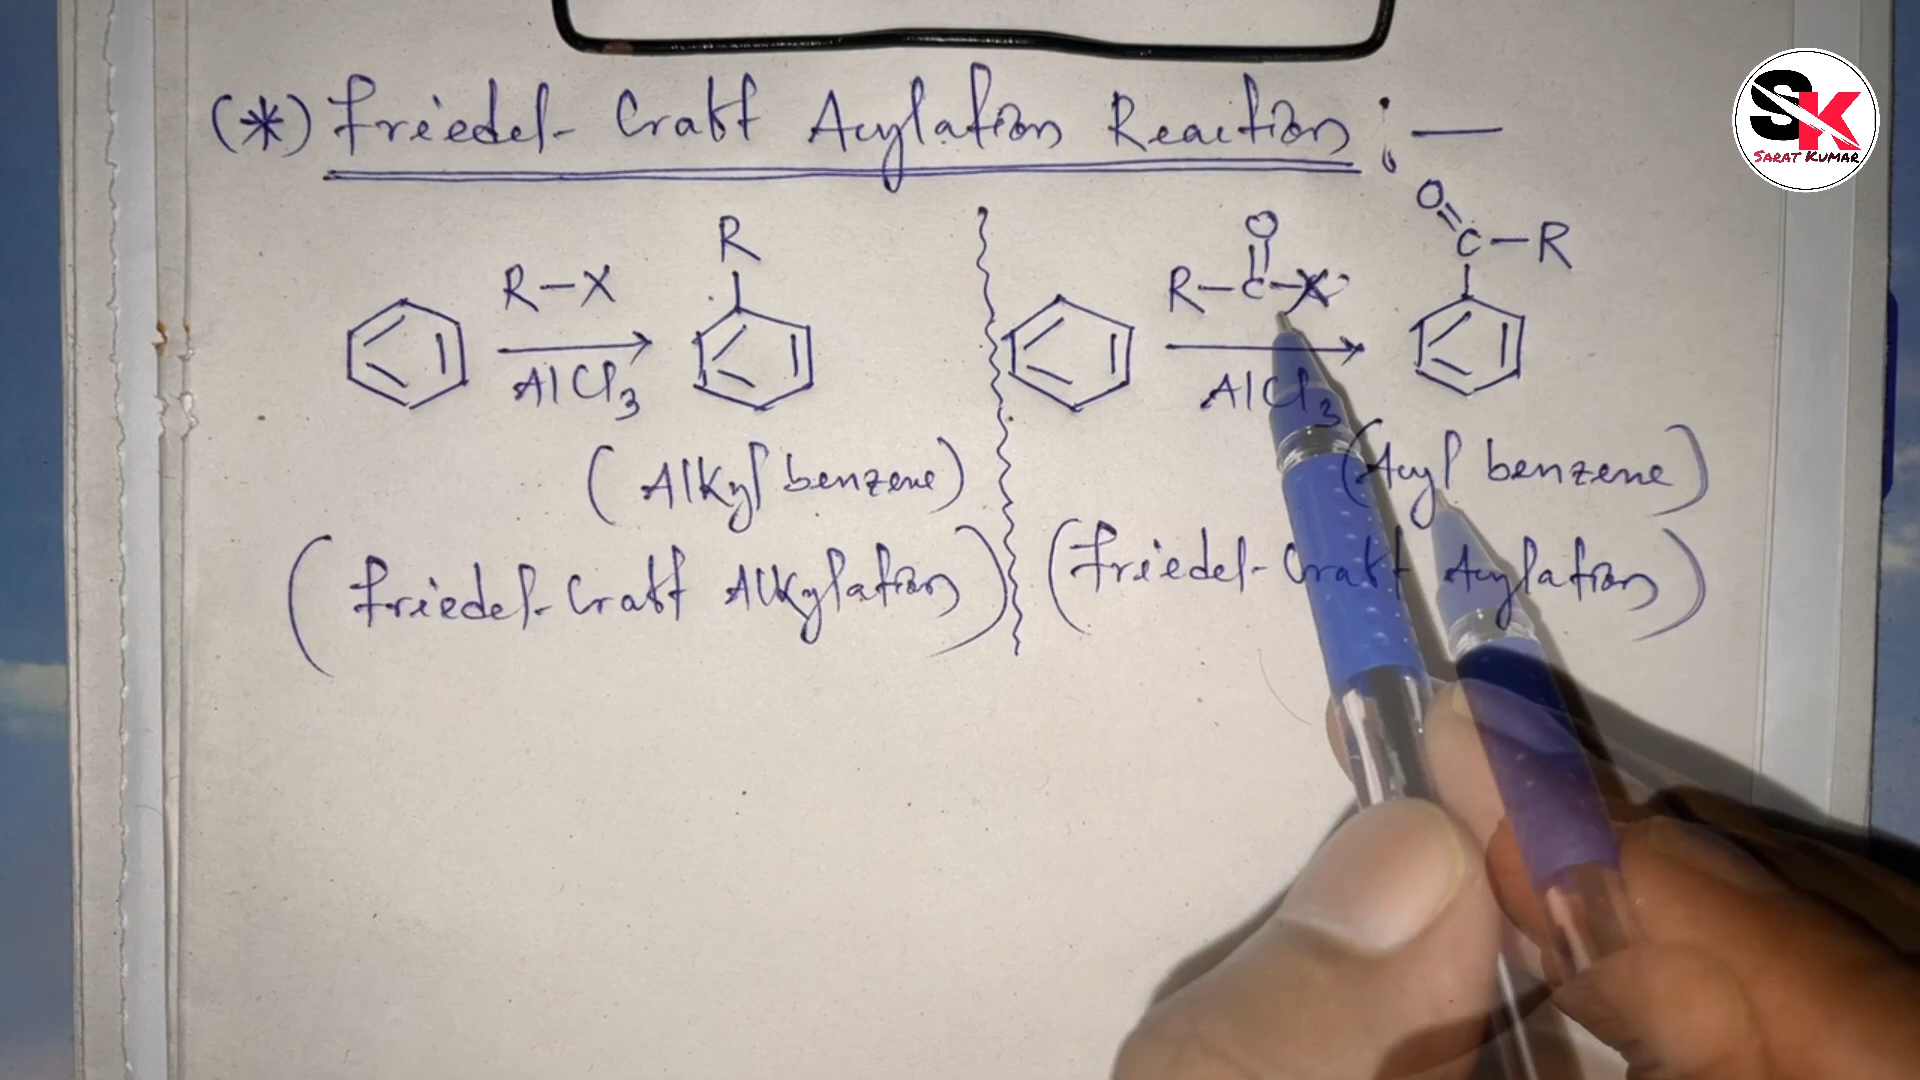 (*) Friedel-Craft Acylation Reaction :—
SK
SARAT KUMAR
R
R—X
AlCl3
(Alkyl benzene)
(Friedel-Craft Alkylation)
O
R—C—X
AlCl3
O
C—R
(Acyl benzene)
(Friedel-Craft Acylation)